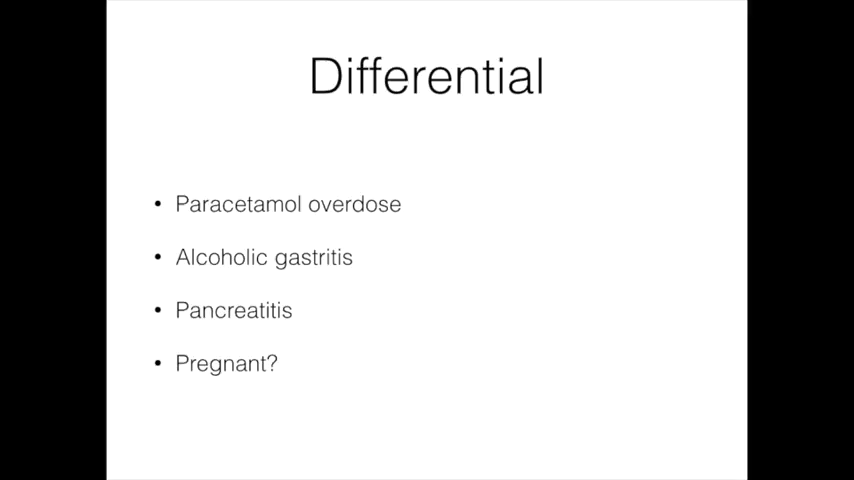 Differential
• Paracetamol overdose
• Alcoholic gastritis
• Pancreatitis
• Pregnant?